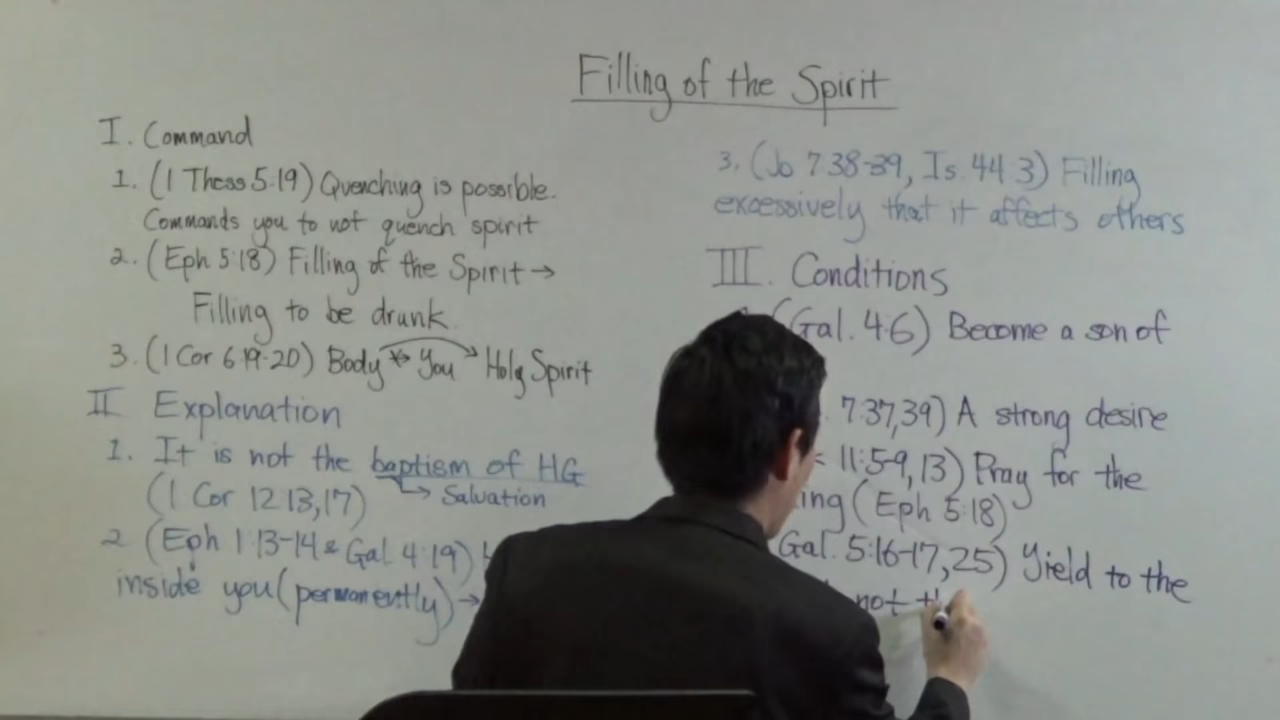 Filling of the Spirit
I. Command
1. (1 Thess 5:19) Quenching is possible.
Commands you to not quench spirit
2. (Eph 5:18) Filling of the Spirit →
Filling to be drunk.
3. (1 Cor 6:19-20) Body You → Holy Spirit
II Explanation
1. It is not the baptism of HG
(1 Cor 12:13,17) → Salvation
2 (Eph 1:13-14 & Gal. 4:19)
inside you (permanently) →
3. (Jo 7:38-39, Is. 44:3) Filling
excessively that it affects others
III. Conditions
(Gal. 4:6) Become a son of
7:37,39) A strong desire
11:5-9, 13) Pray for the
(Eph 5:18)
Gal. 5:16-17, 25) Yield to the
not